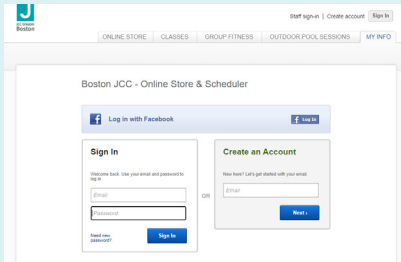 J
JCC Greater
Boston
Staff sign-in | Create account Sign In
ONLINE STORE CLASSES GROUP FITNESS OUTDOOR POOL SESSIONS MY INFO
Boston JCC - Online Store & Scheduler
f Log in with Facebook f Log In
Sign In
Welcome back. Use your email and password to
log in
Email
Password
Need new
password?
Sign In
OR
Create an Account
New here? Let's get started with your email.
Email
Next ›